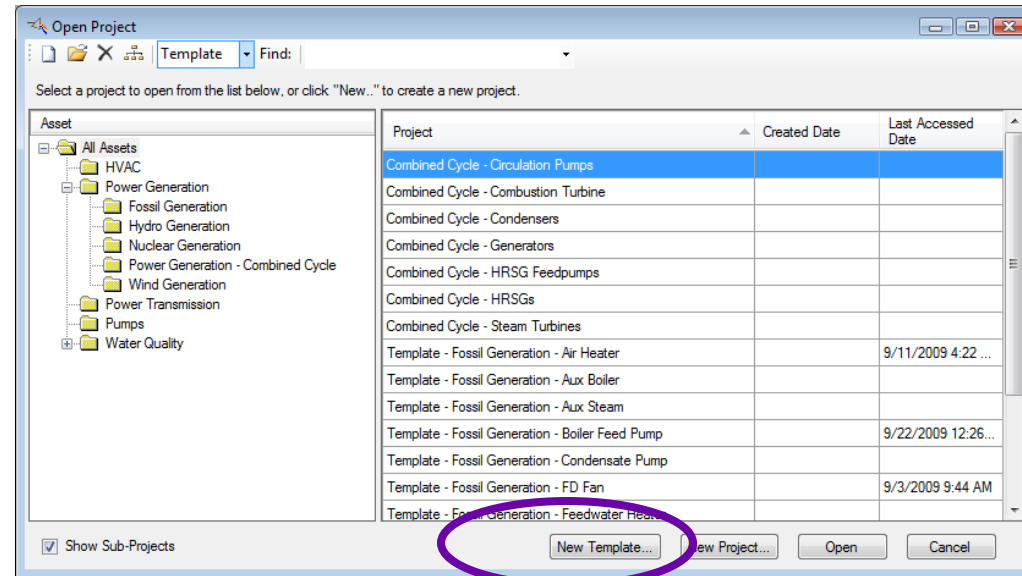 Open Project
Template Find:
Select a project to open from the list below, or click "New.." to create a new project.
Asset
All Assets
HVAC
Power Generation
Fossil Generation
Hydro Generation
Nuclear Generation
Power Generation - Combined Cycle
Wind Generation
Power Transmission
Pumps
Water Quality
Project Created Date Last Accessed Date
Combined Cycle - Circulation Pumps
Combined Cycle - Combustion Turbine
Combined Cycle - Condensers
Combined Cycle - Generators
Combined Cycle - HRSG Feedpumps
Combined Cycle - HRSGs
Combined Cycle - Steam Turbines
Template - Fossil Generation - Air Heater 9/11/2009 4:22 ...
Template - Fossil Generation - Aux Boiler
Template - Fossil Generation - Aux Steam
Template - Fossil Generation - Boiler Feed Pump 9/22/2009 12:26...
Template - Fossil Generation - Condensate Pump
Template - Fossil Generation - FD Fan 9/3/2009 9:44 AM
Template - Fossil Generation - Feedwater Heater
Show Sub-Projects New Template... New Project... Open Cancel